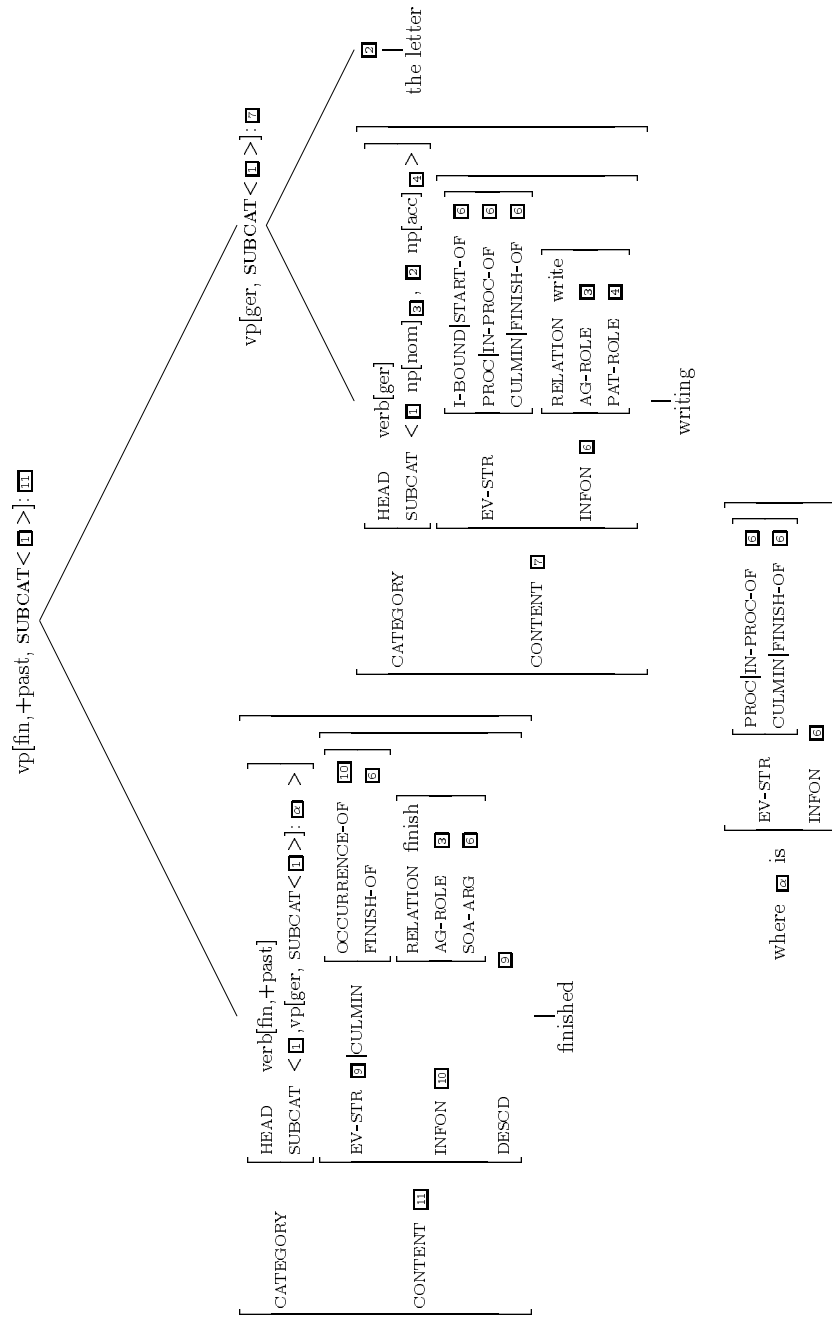 vp[fin,+past, SUBCAT< 1 >]: 11
vp[ger, SUBCAT< 1 >]: 7
2
the letter
CATEGORY
HEAD verb[fin,+past]
SUBCAT < 1 ,vp[ger, SUBCAT< 1 >]: α >
CONTENT 11
EV-STR 9 |CULMIN
OCCURRENCE-OF 10
FINISH-OF 6
INFON 10
RELATION finish
AG-ROLE 3
SOA-ARG 6
DESCD 9
finished
CATEGORY
HEAD verb[ger]
SUBCAT < 1 np[nom] 3 , 2 np[acc] 4 >
CONTENT 7
EV-STR
I-BOUND|START-OF 6
PROC|IN-PROC-OF 6
CULMIN|FINISH-OF 6
INFON 6
RELATION write
AG-ROLE 3
PAT-ROLE 4
writing
where α is
EV-STR
PROC|IN-PROC-OF 6
CULMIN|FINISH-OF 6
INFON 6